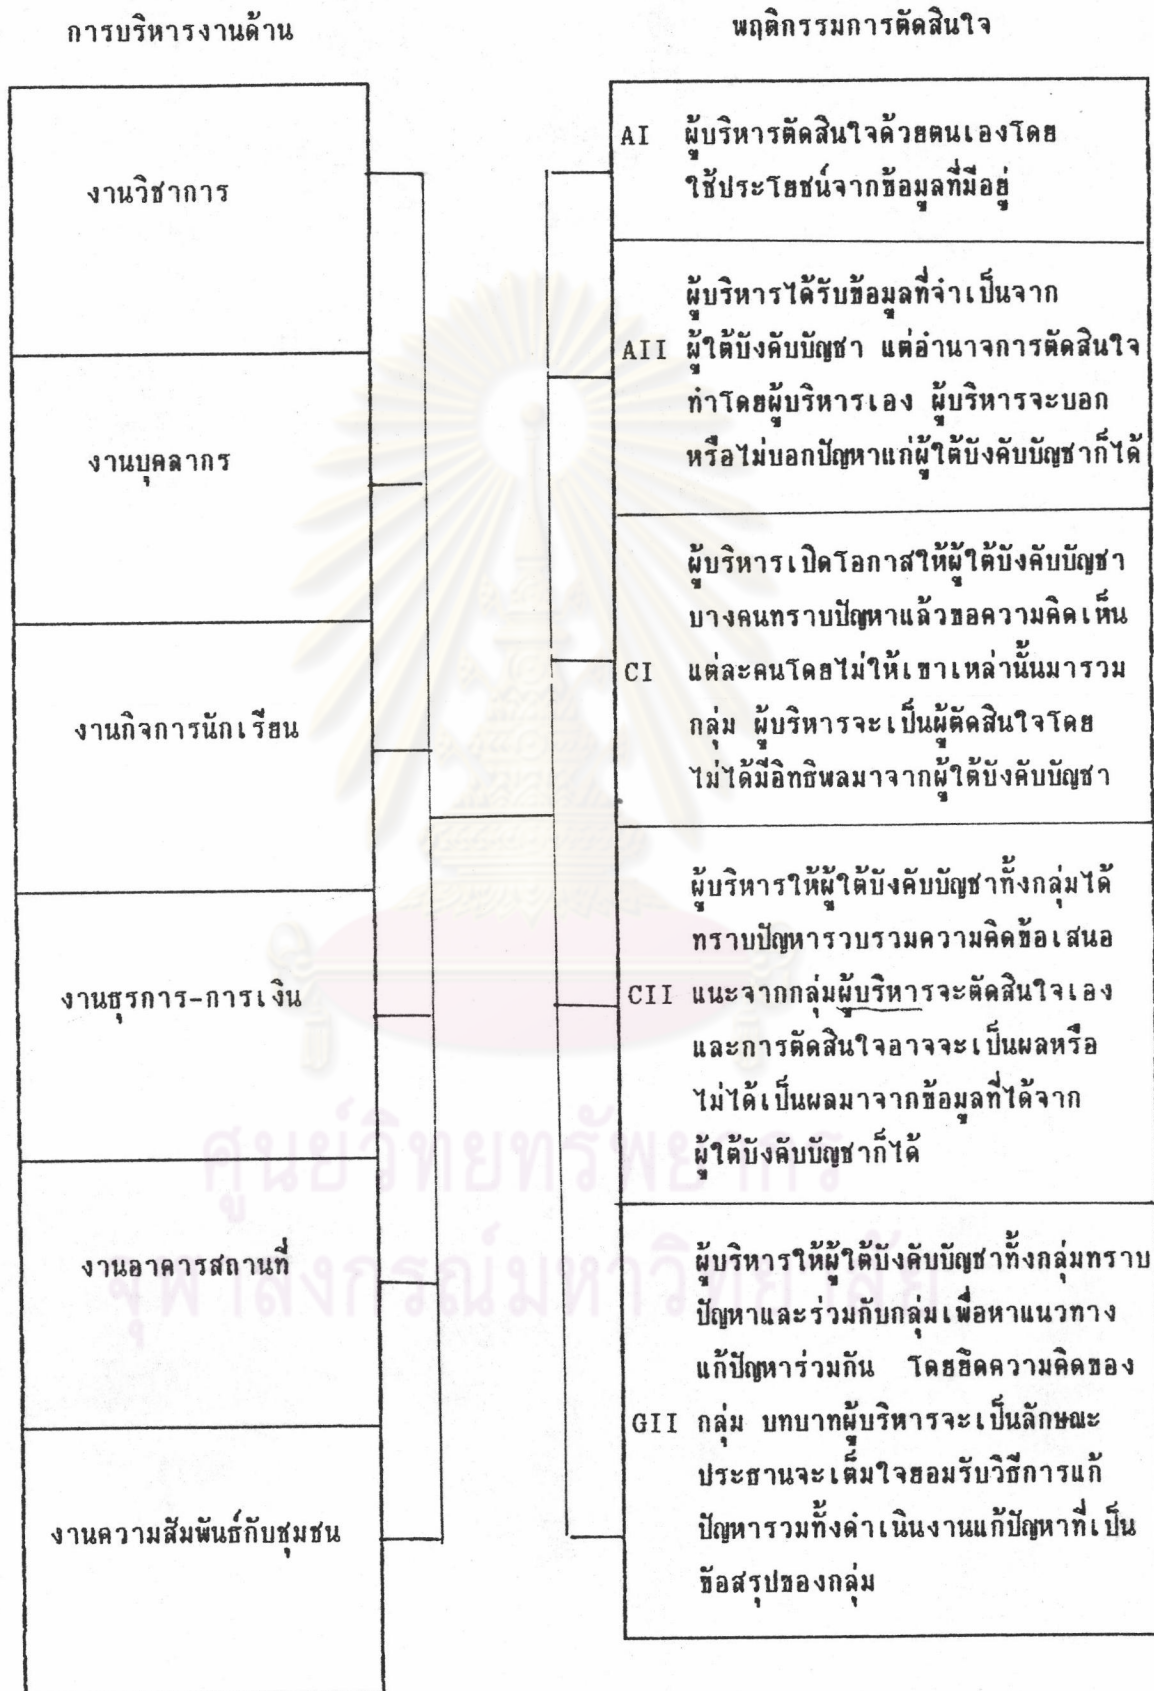 การบริหารงานด้าน
พฤติกรรมการตัดสินใจ
งานวิชาการ
งานบุคลากร
งานกิจการนักเรียน
งานธุรการ-การเงิน
งานอาคารสถานที่
งานความสัมพันธ์กับชุมชน
AI ผู้บริหารตัดสินใจด้วยตนเองโดย
ใช้ประโยชน์จากข้อมูลที่มีอยู่
ผู้บริหารได้รับข้อมูลที่จำเป็นจาก
AII ผู้ใต้บังคับบัญชา แต่อำนาจการตัดสินใจ
ทำโดยผู้บริหารเอง ผู้บริหารจะบอก
หรือไม่บอกปัญหาแก่ผู้ใต้บังคับบัญชาก็ได้
ผู้บริหารเปิดโอกาสให้ผู้ใต้บังคับบัญชา
บางคนทราบปัญหาแล้วขอความคิดเห็น
CI แต่ละคนโดยไม่ให้เขาเหล่านั้นมารวม
กลุ่ม ผู้บริหารจะเป็นผู้ตัดสินใจโดย
ไม่ได้มีอิทธิพลมาจากผู้ใต้บังคับบัญชา
ผู้บริหารให้ผู้ใต้บังคับบัญชาทั้งกลุ่มได้
ทราบปัญหารวบรวมความคิดข้อเสนอ
CII แนะจากกลุ่มผู้บริหารจะตัดสินใจเอง
และการตัดสินใจอาจจะเป็นผลหรือ
ไม่ได้เป็นผลมาจากข้อมูลที่ได้จาก
ผู้ใต้บังคับบัญชาก็ได้
ผู้บริหารให้ผู้ใต้บังคับบัญชาทั้งกลุ่มทราบ
ปัญหาและร่วมกับกลุ่มเพื่อหาแนวทาง
แก้ปัญหาร่วมกัน โดยยึดความคิดของ
GII กลุ่ม บทบาทผู้บริหารจะเป็นลักษณะ
ประธานจะเต็มใจยอมรับวิธีการแก้
ปัญหารวมทั้งดำเนินงานแก้ปัญหาที่เป็น
ข้อสรุปของกลุ่ม
ศูนย์วิทยทรัพยากร
จุฬาลงกรณ์มหาวิทยาลัย